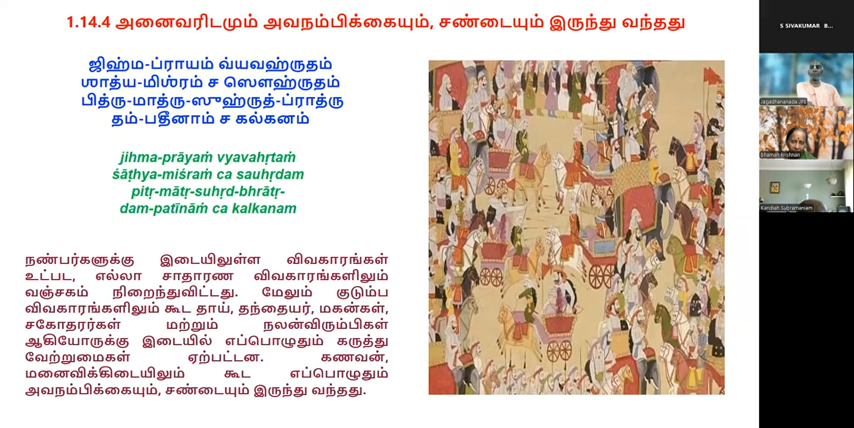 1.14.4 அனைவரிடமும் அவநம்பிக்கையும், சண்டையும் இருந்து வந்தது
ஜிஹ்ம-ப்ராயம் வ்யவஹ்ருதம்
ஶாத்ய-மிஶ்ரம் ச ஸௌஹ்ருதம்
பித்ரு-மாத்ரு-ஸுஹ்ருத்-ப்ராத்ரு
தம்-பதீனாம் ச கல்கனம்
jihma-prāyaṁ vyavahṛtaṁ
śāṭhya-miśraṁ ca sauhṛdam
pitṛ-mātṛ-suhṛd-bhrātṛ-
dam-patīnāṁ ca kalkanam
நண்பர்களுக்கு இடையிலுள்ள விவகாரங்கள்
உட்பட, எல்லா சாதாரண விவகாரங்களிலும்
வஞ்சகம் நிறைந்துவிட்டது. மேலும் குடும்ப
விவகாரங்களிலும் கூட தாய், தந்தையர், மகன்கள்,
சகோதரர்கள் மற்றும் நலன்விரும்பிகள்
ஆகியோருக்கு இடையில் எப்பொழுதும் கருத்து
வேற்றுமைகள் ஏற்பட்டன. கணவன்,
மனைவிக்கிடையிலும் கூட எப்பொழுதும்
அவநம்பிக்கையும், சண்டையும் இருந்து வந்தது.
S SIVAKUMAR B...
Kandiah Subramaniam